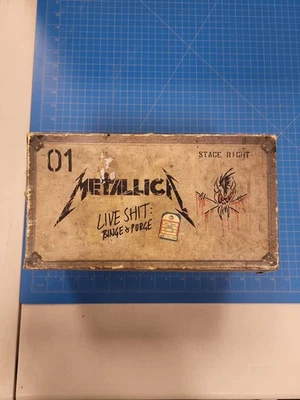 01
STAGE RIGHT
METALLICA
LIVE SHIT:
BINGE & PURGE